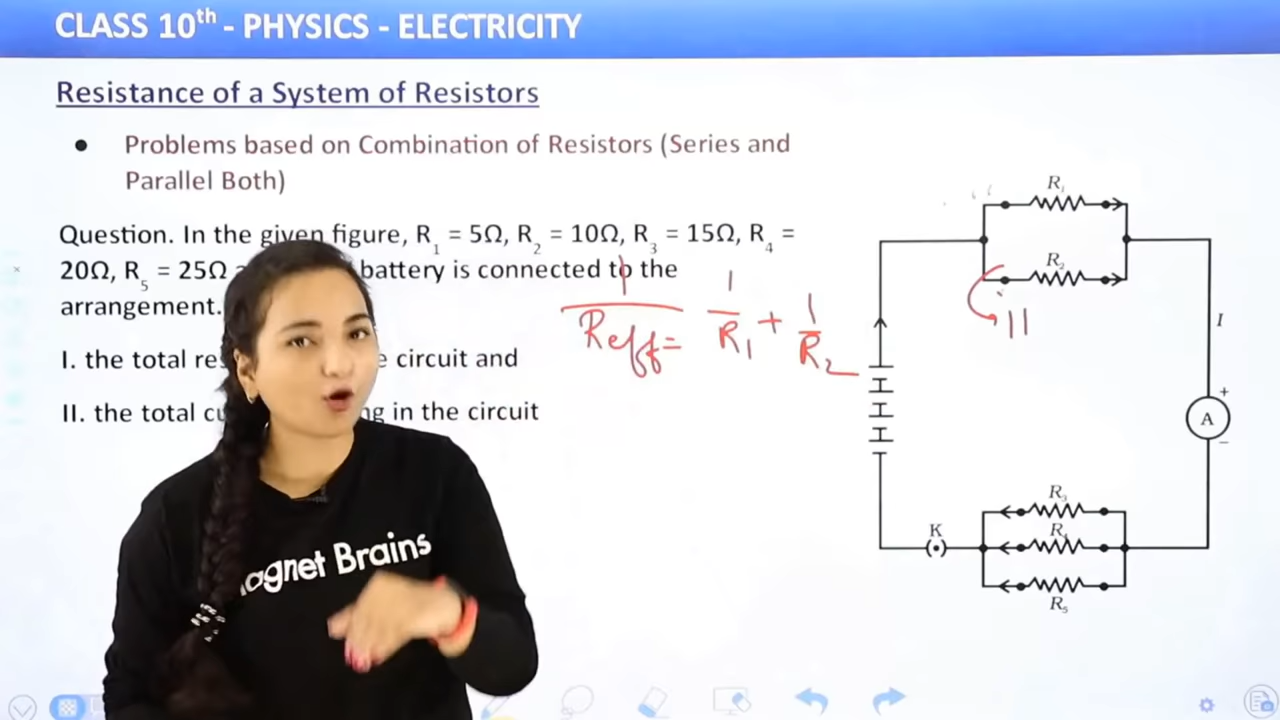 CLASS 10th - PHYSICS - ELECTRICITY
Resistance of a System of Resistors
● Problems based on Combination of Resistors (Series and
Parallel Both)
Question. In the given figure, R1 = 5Ω, R2 = 10Ω, R3 = 15Ω, R4 =
20Ω, R5 = 25Ω battery is connected to the
arrangement.
I. the total circuit and
II. the total in the circuit
1/Reff = 1/R1 + 1/R2
R1
R2
11
I
+
A
−
K
R3
R4
R5
agnet Brains